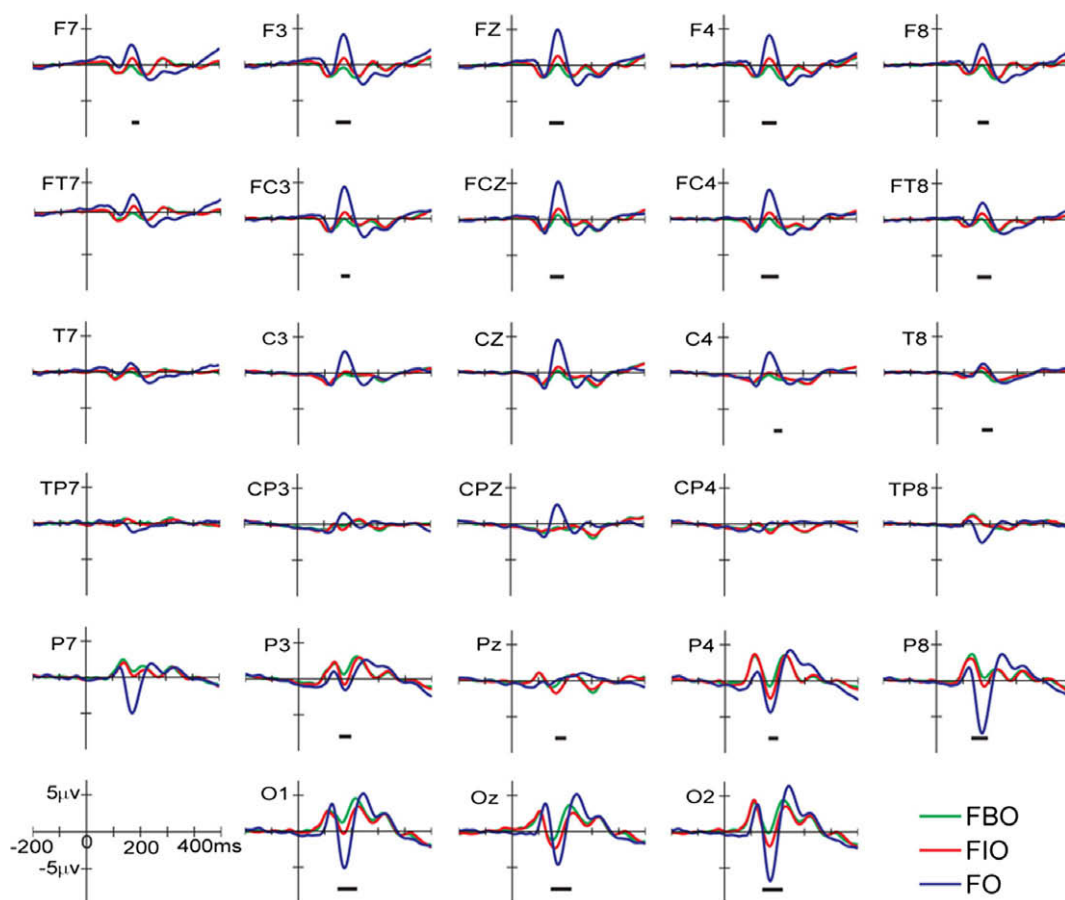 F7 F3 FZ F4 F8
FT7 FC3 FCZ FC4 FT8
T7 C3 CZ C4 T8
TP7 CP3 CPZ CP4 TP8
P7 P3 Pz P4 P8
5μv O1 Oz O2
-200 0 200 400ms
-5μv
FBO
FIO
FO